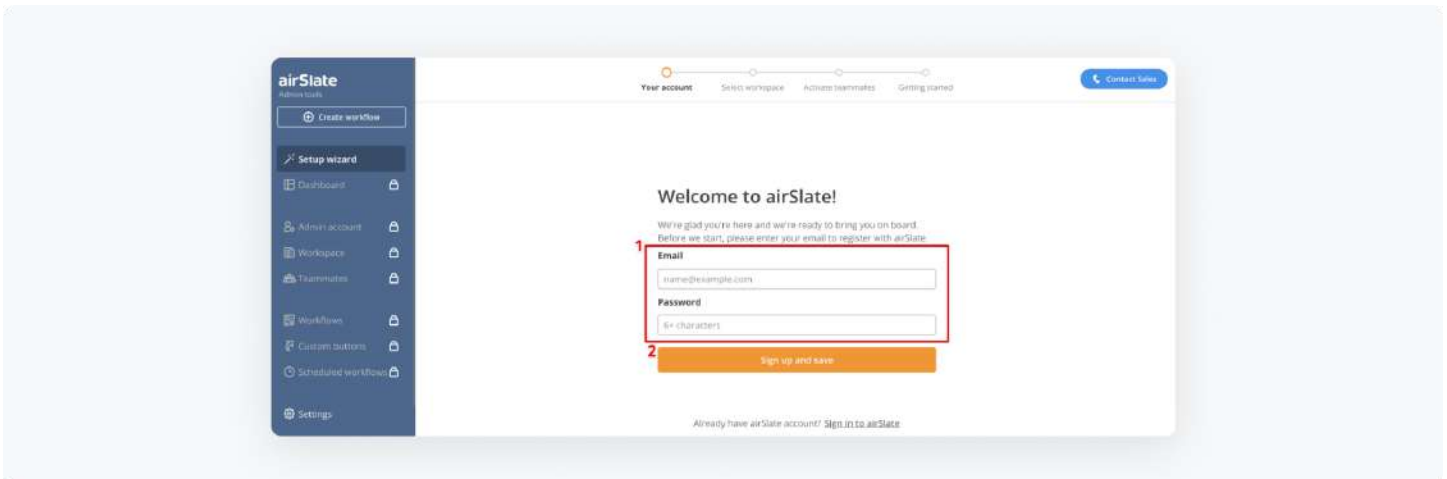 airSlate
Admin tools
Create workflow
Setup wizard
Dashboard
Admin account
Workspace
Teammates
Workflows
Custom buttons
Scheduled workflows
Settings
Your account
Select workspace
Activate teammates
Getting started
Contact Sales
Welcome to airSlate!
We're glad you're here and we're ready to bring you on board.
Before we start, please enter your email to register with airSlate
1
Email
name@example.com
Password
6+ characters
2
Sign up and save
Already have airSlate account? Sign in to airSlate